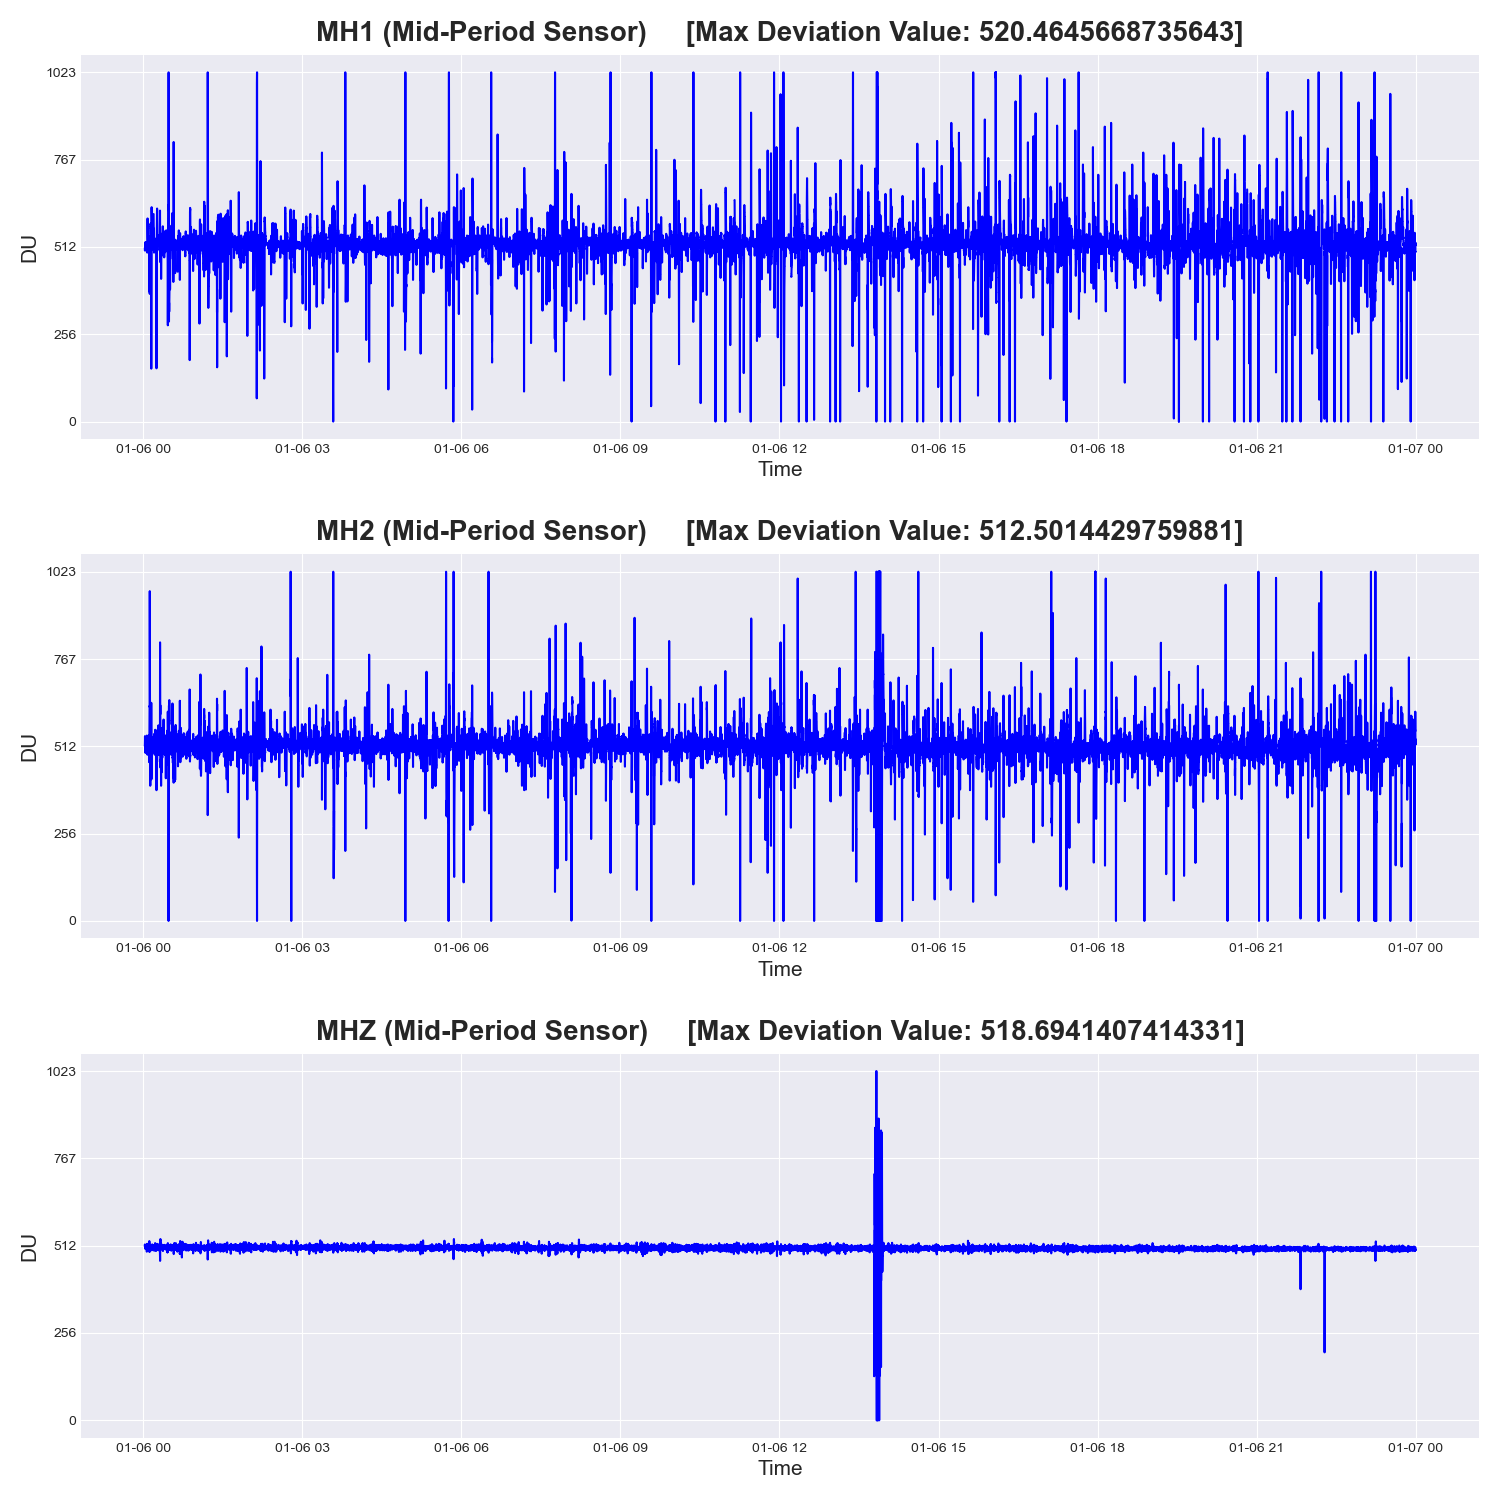 MH1 (Mid-Period Sensor) [Max Deviation Value: 520.4645668735643]
1023
767
512
256
0
DU
01-06 00 01-06 03 01-06 06 01-06 09 01-06 12 01-06 15 01-06 18 01-06 21 01-07 00
Time
MH2 (Mid-Period Sensor) [Max Deviation Value: 512.5014429759881]
1023
767
512
256
0
DU
01-06 00 01-06 03 01-06 06 01-06 09 01-06 12 01-06 15 01-06 18 01-06 21 01-07 00
Time
MHZ (Mid-Period Sensor) [Max Deviation Value: 518.6941407414331]
1023
767
512
256
0
DU
01-06 00 01-06 03 01-06 06 01-06 09 01-06 12 01-06 15 01-06 18 01-06 21 01-07 00
Time